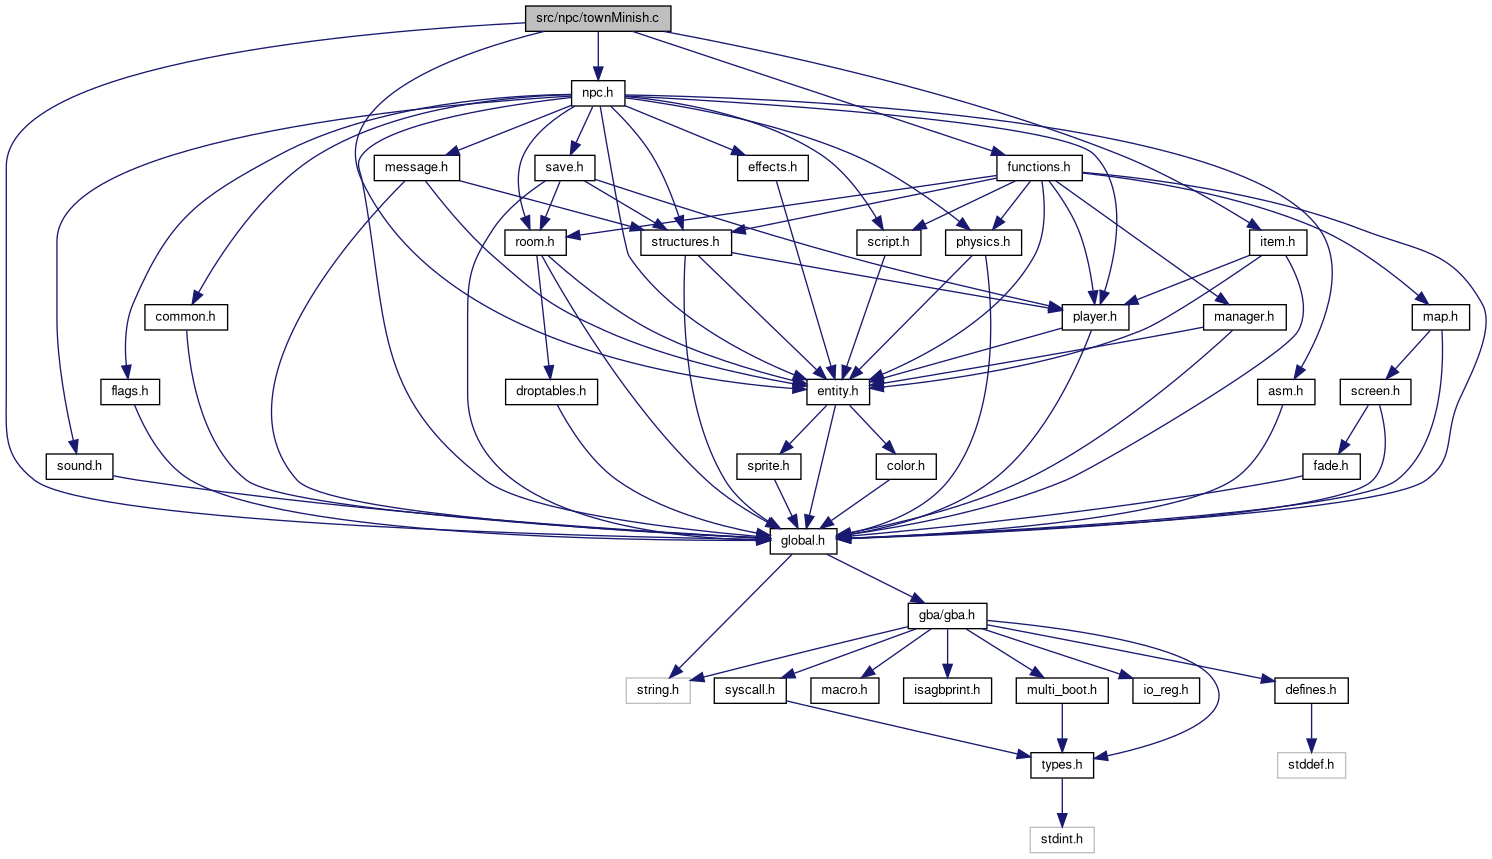 src/npc/townMinish.c
npc.h
message.h
save.h
effects.h
functions.h
room.h
structures.h
script.h
physics.h
item.h
common.h
player.h
manager.h
map.h
flags.h
droptables.h
entity.h
asm.h
screen.h
sound.h
sprite.h
color.h
fade.h
global.h
gba/gba.h
string.h
syscall.h
macro.h
isagbprint.h
multi_boot.h
io_reg.h
defines.h
types.h
stddef.h
stdint.h